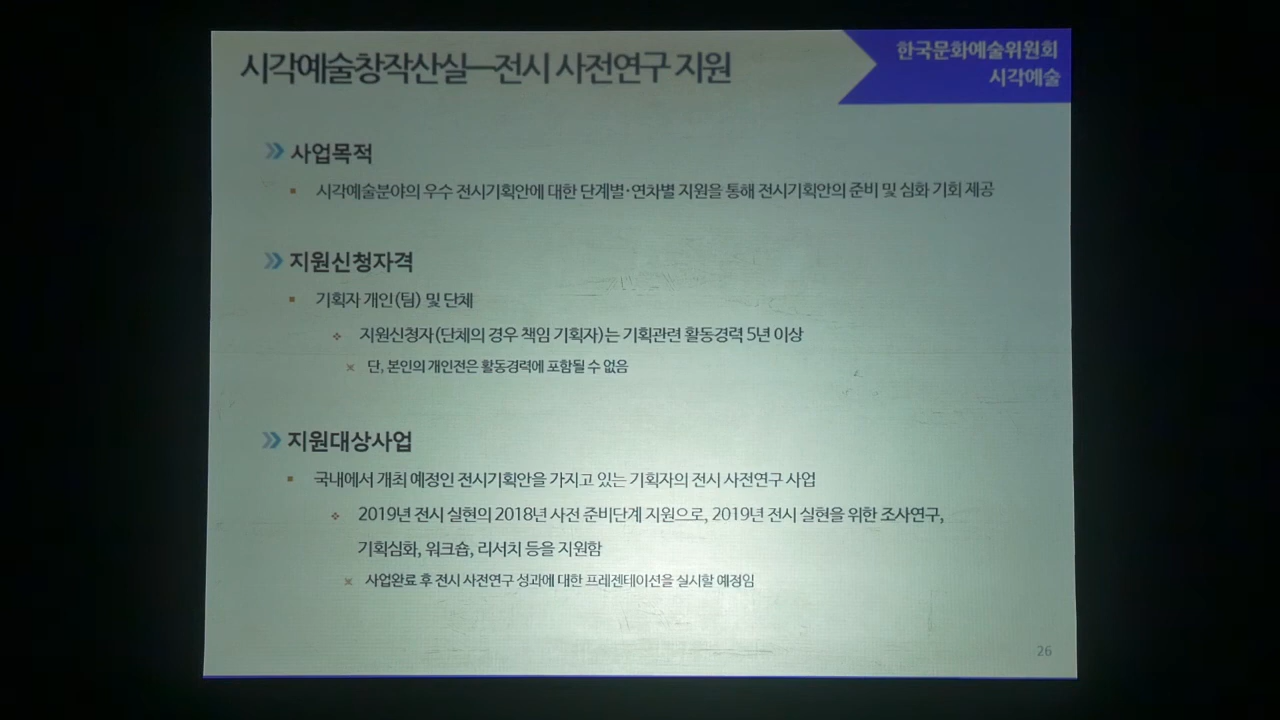 시각예술창작산실—전시 사전연구 지원
한국문화예술위원회
시각예술
사업목적
시각예술분야의 우수 전시기획안에 대한 단계별·연차별 지원을 통해 전시기획안의 준비 및 심화 기회 제공
지원신청자격
기획자 개인(팀) 및 단체
지원신청자(단체의 경우 책임 기획자)는 기획관련 활동경력 5년 이상
단, 본인의 개인전은 활동경력에 포함될 수 없음
지원대상사업
국내에서 개최 예정인 전시기획안을 가지고 있는 기획자의 전시 사전연구 사업
2019년 전시 실현의 2018년 사전 준비단계 지원으로, 2019년 전시 실현을 위한 조사연구,
기획심화, 워크숍, 리서치 등을 지원함
사업완료 후 전시 사전연구 성과에 대한 프레젠테이션을 실시할 예정임
26